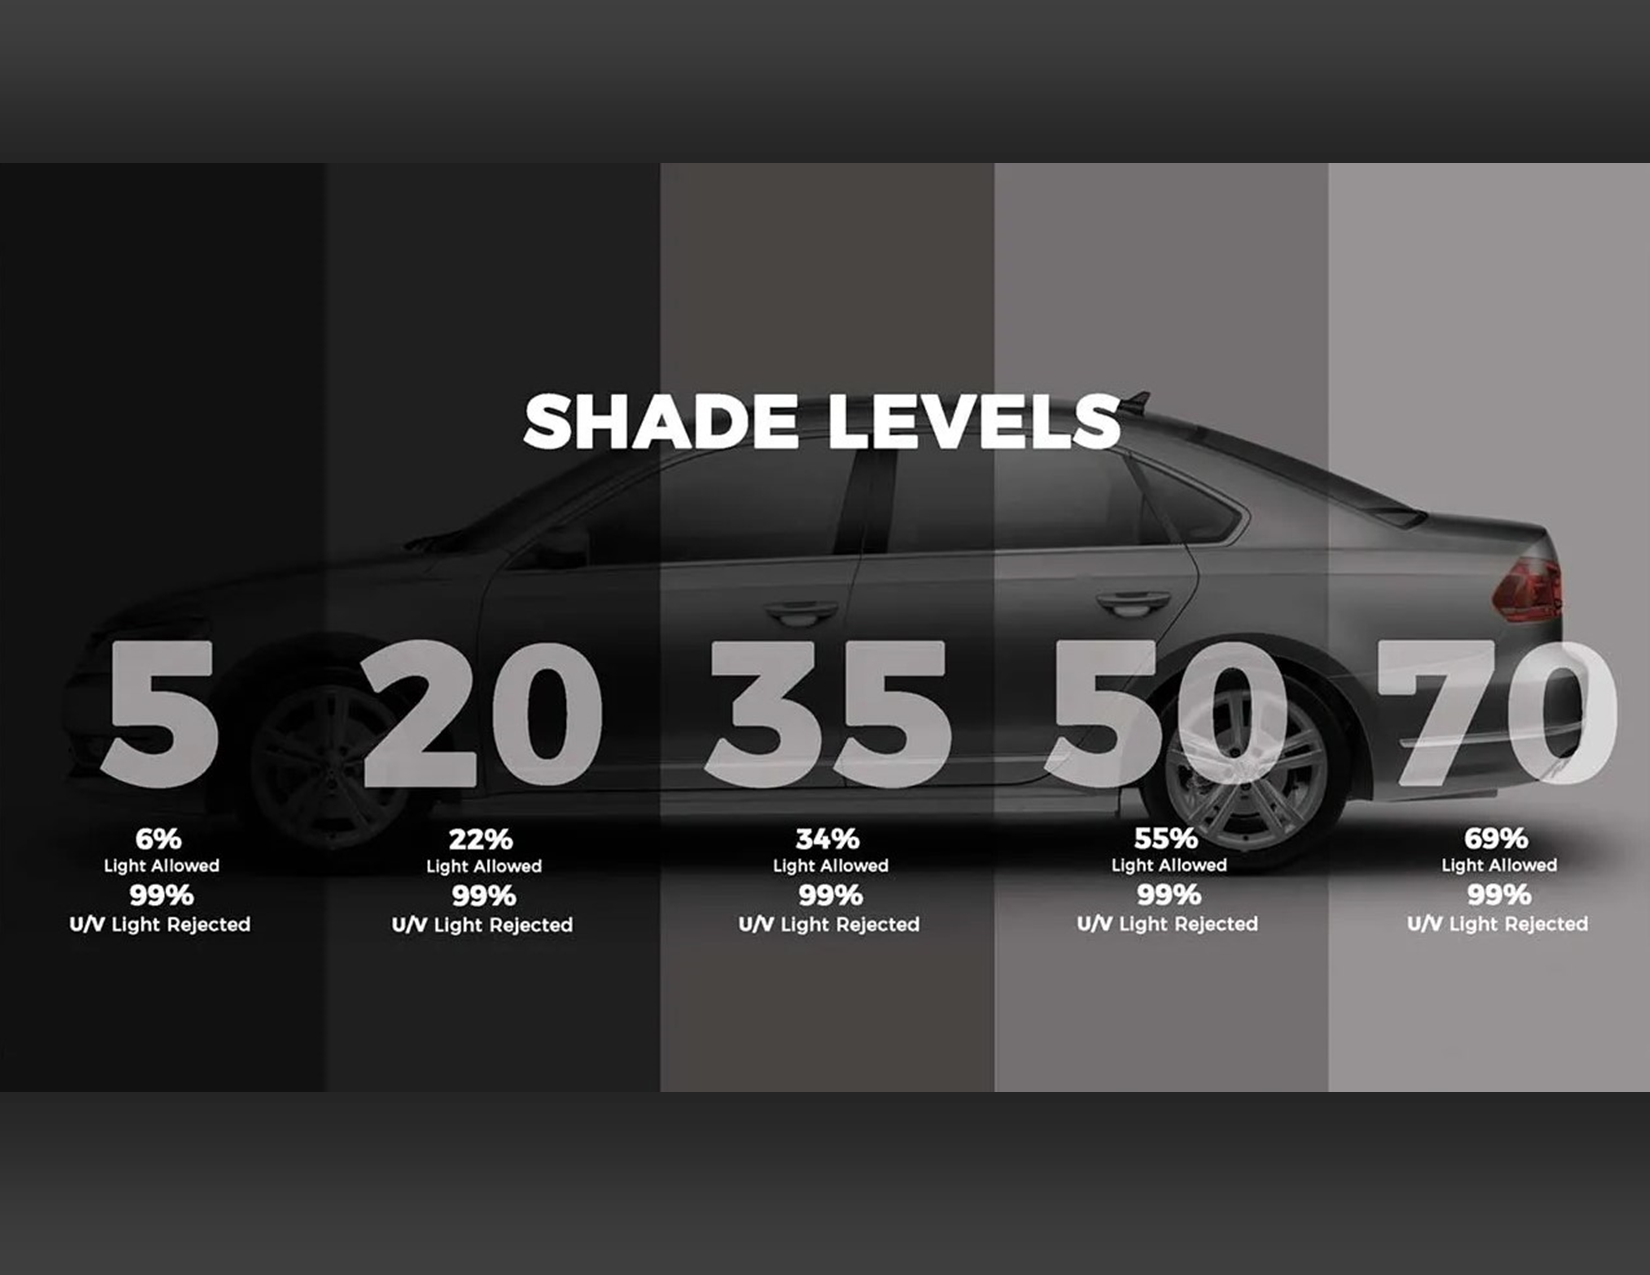 SHADE LEVELS
5 20 35 50 70
6% 22% 34% 55% 69%
Light Allowed Light Allowed Light Allowed Light Allowed Light Allowed
99% 99% 99% 99% 99%
U/V Light Rejected U/V Light Rejected U/V Light Rejected U/V Light Rejected U/V Light Rejected